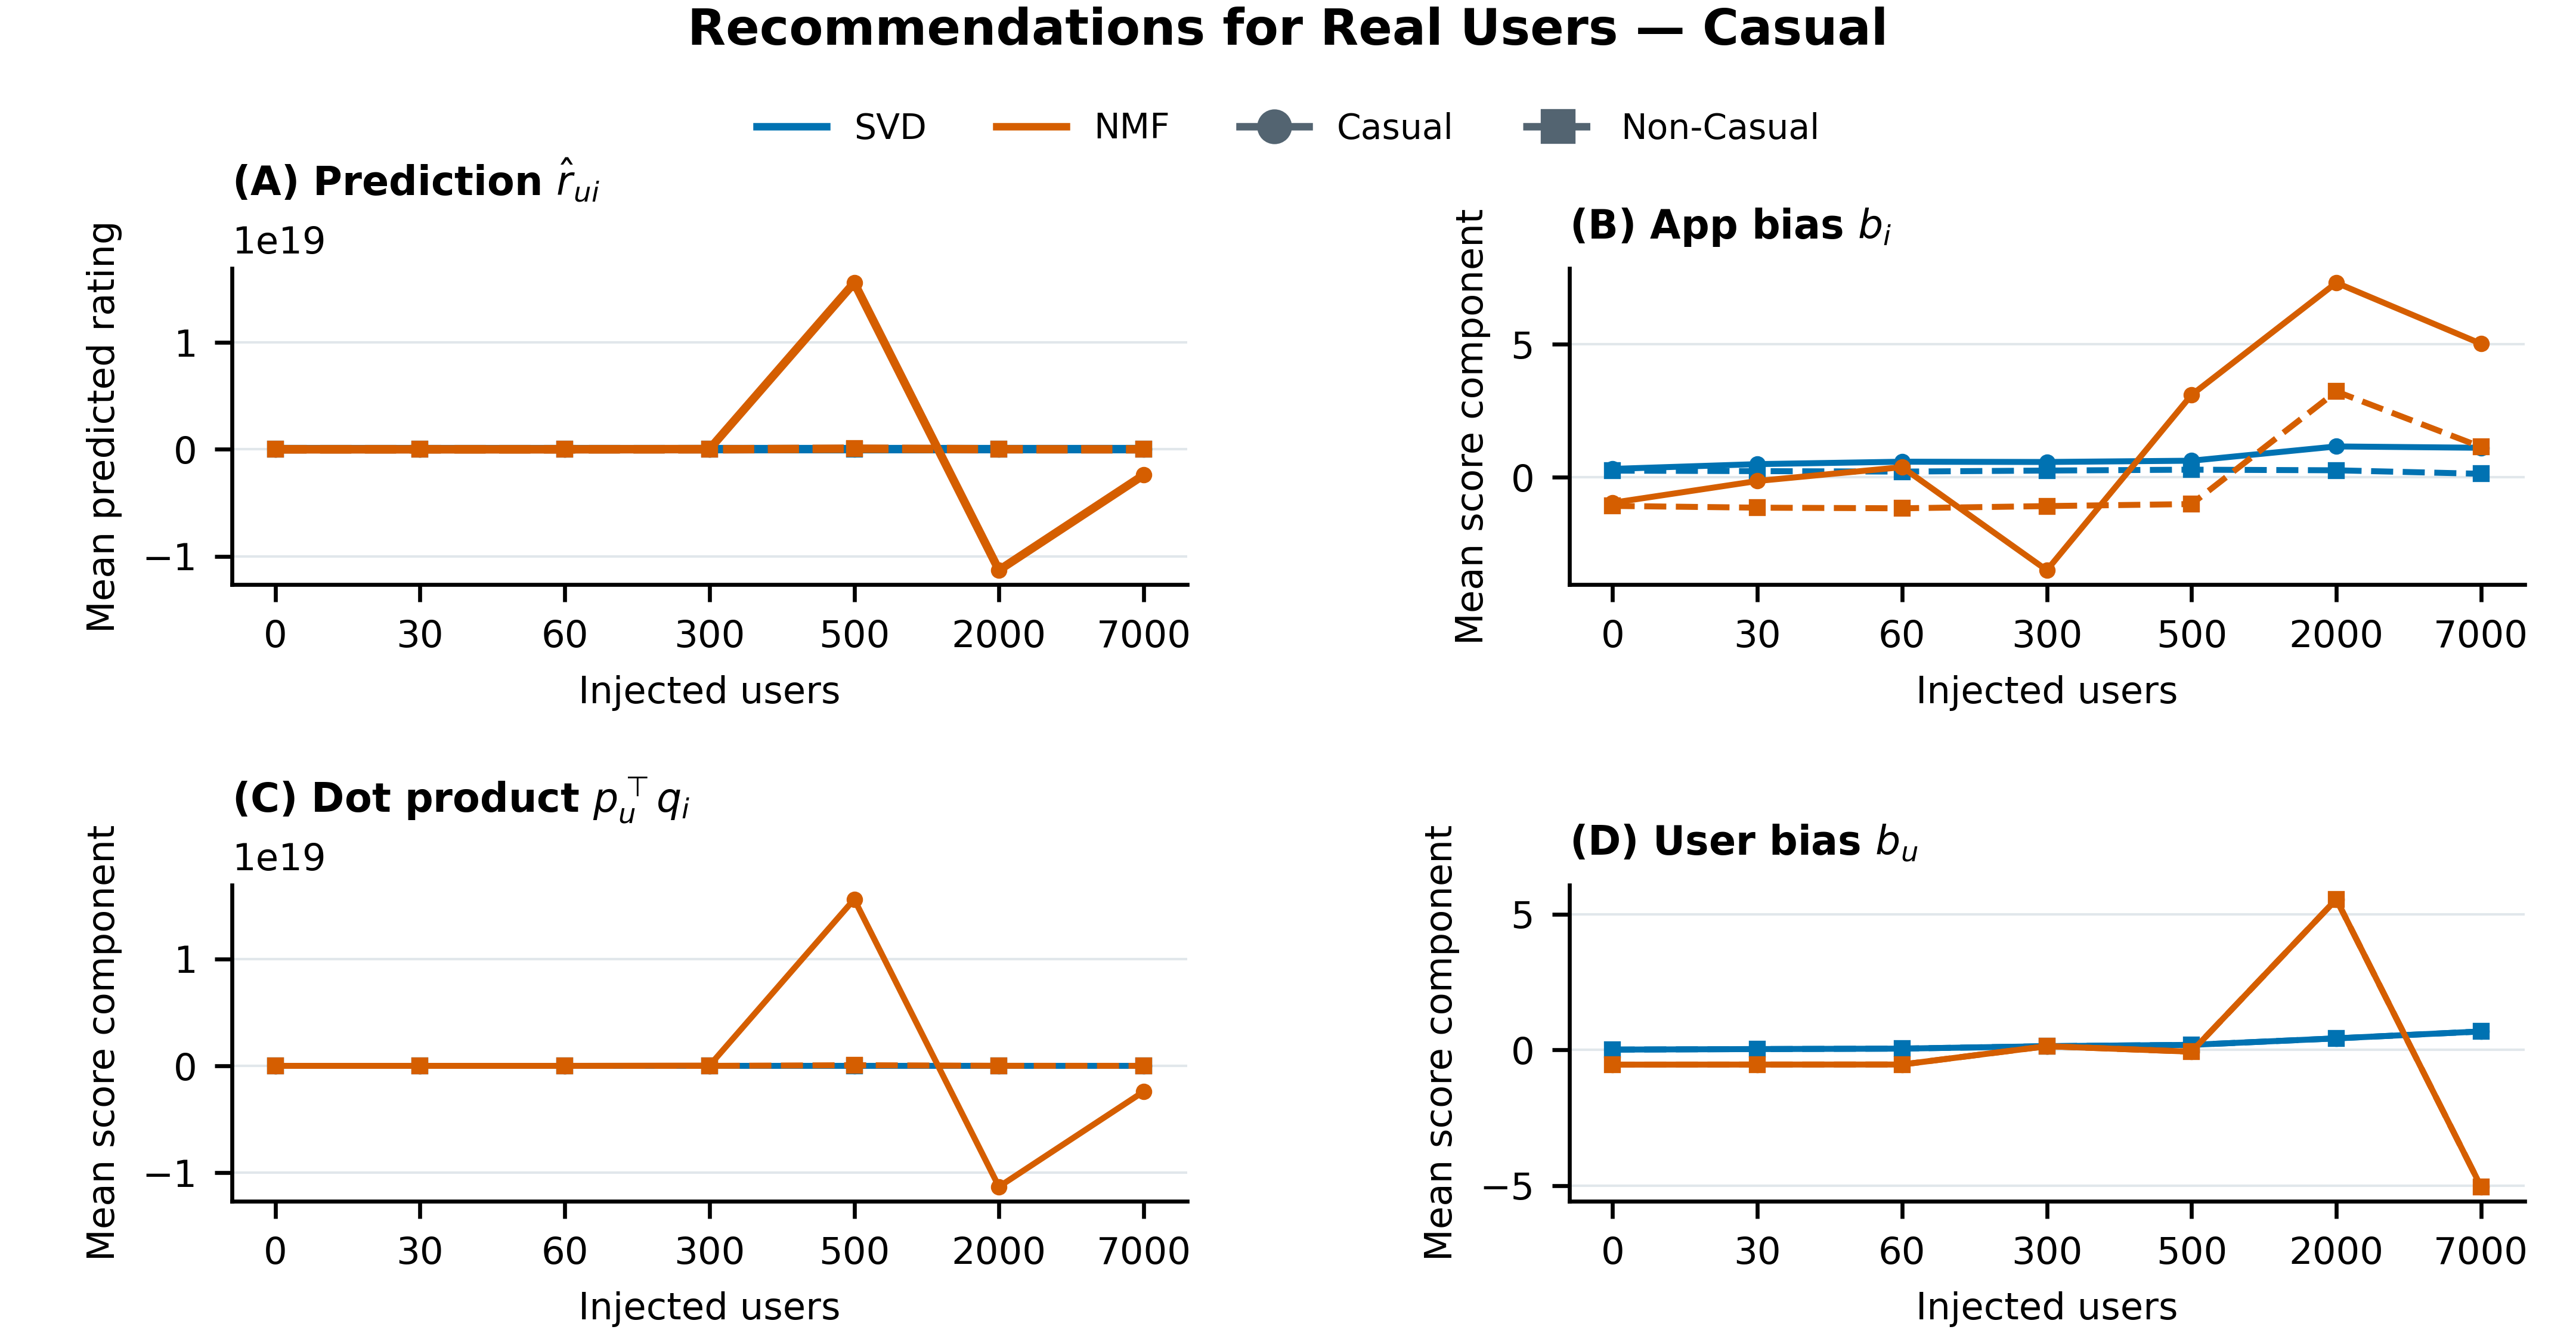 Recommendations for Real Users — Casual
SVD NMF Casual Non-Casual
(A) Prediction r̂ui
1e19
Mean predicted rating
1
0
−1
0 30 60 300 500 2000 7000
Injected users
(B) App bias bi
Mean score component
5
0
0 30 60 300 500 2000 7000
Injected users
(C) Dot product pu⊤qi
1e19
Mean score component
1
0
−1
0 30 60 300 500 2000 7000
Injected users
(D) User bias bu
Mean score component
5
0
−5
0 30 60 300 500 2000 7000
Injected users